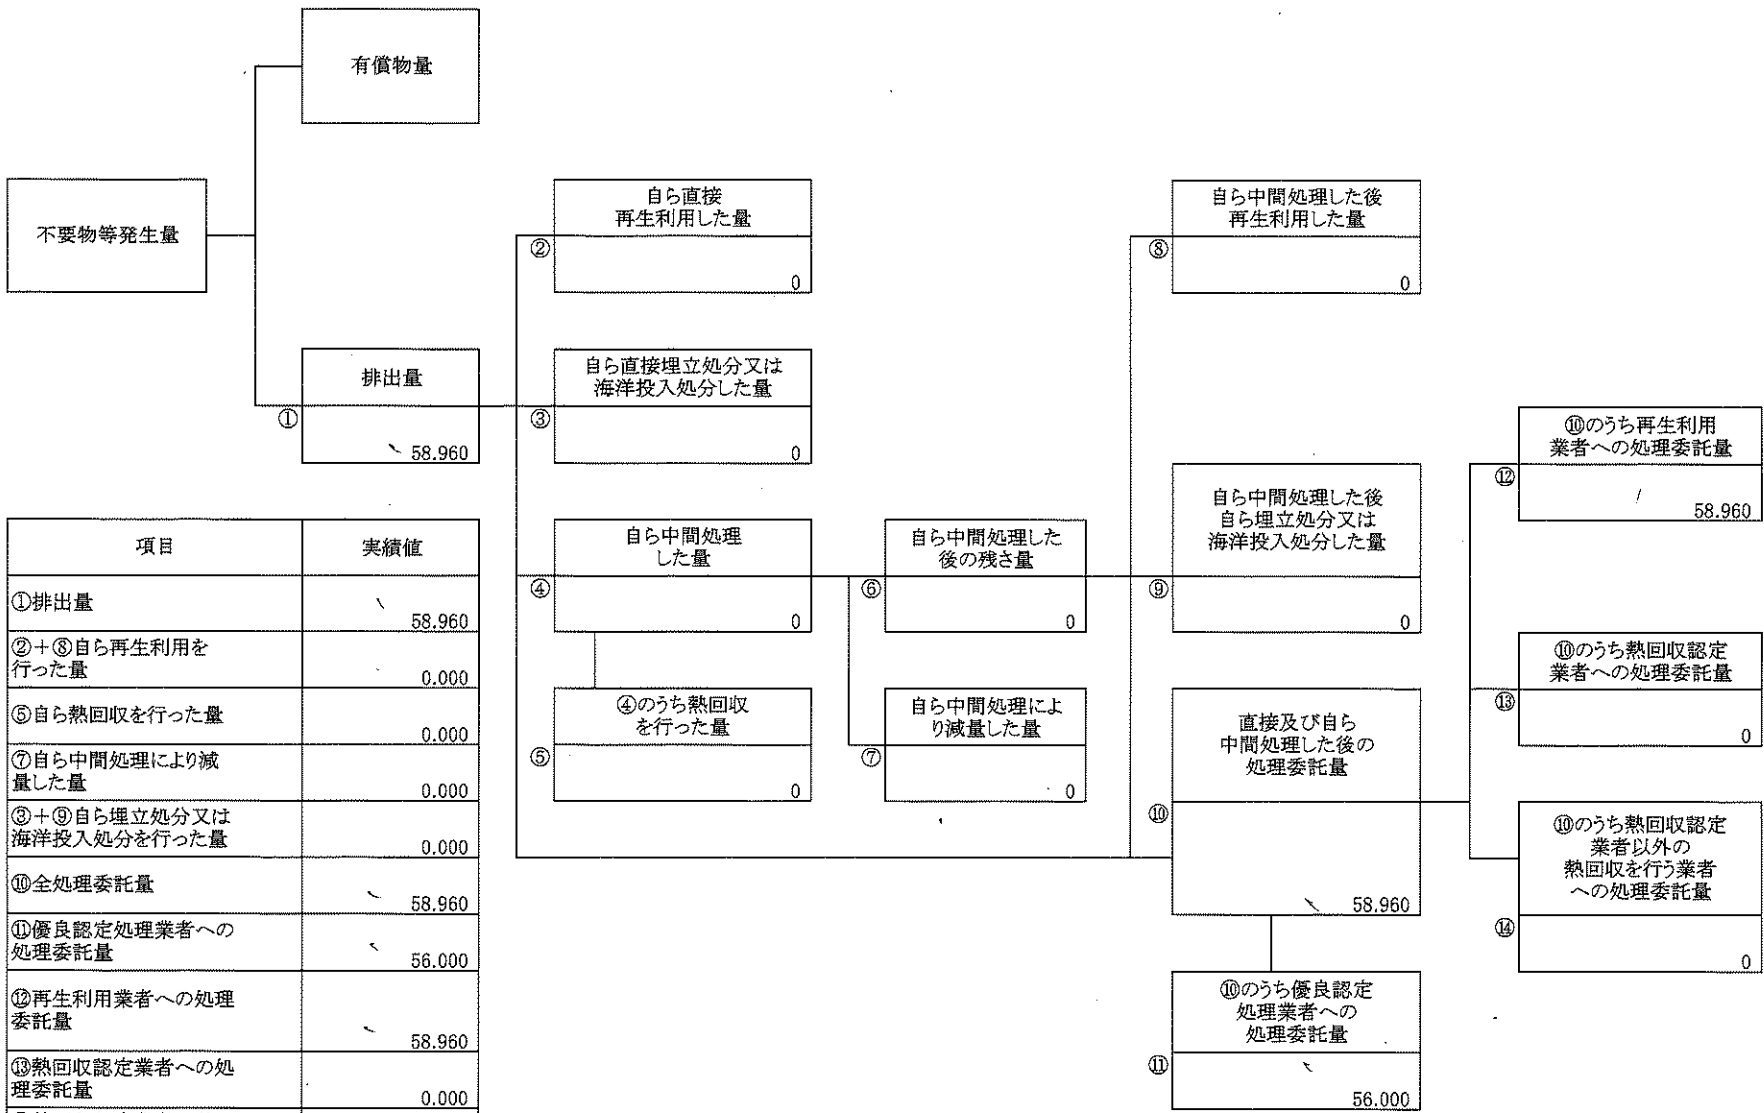 有償物量
不要物等発生量
排出量
①
58.960
自ら直接
再生利用した量
②
0
自ら直接埋立処分又は
海洋投入処分した量
③
0
自ら中間処理
した量
④
0
④のうち熱回収
を行った量
⑤
0
自ら中間処理した
後の残さ量
⑥
0
自ら中間処理によ
り減量した量
⑦
0
自ら中間処理した後
再生利用した量
⑧
0
自ら中間処理した後
自ら埋立処分又は
海洋投入処分した量
⑨
0
直接及び自ら
中間処理した後の
処理委託量
⑩
58.960
⑩のうち優良認定
処理業者への
処理委託量
⑪
56.000
⑩のうち再生利用
業者への処理委託量
⑫
58.960
⑩のうち熱回収認定
業者への処理委託量
⑬
0
⑩のうち熱回収認定
業者以外の
熱回収を行う業者
への処理委託量
⑭
0
項目 実績値
①排出量 58.960
②+⑧自ら再生利用を
行った量 0.000
⑤自ら熱回収を行った量 0.000
⑦自ら中間処理により減
量した量 0.000
③+⑨自ら埋立処分又は
海洋投入処分を行った量 0.000
⑩全処理委託量 58.960
⑪優良認定処理業者への
処理委託量 56.000
⑫再生利用業者への処理
委託量 58.960
⑬熱回収認定業者への処
理委託量 0.000